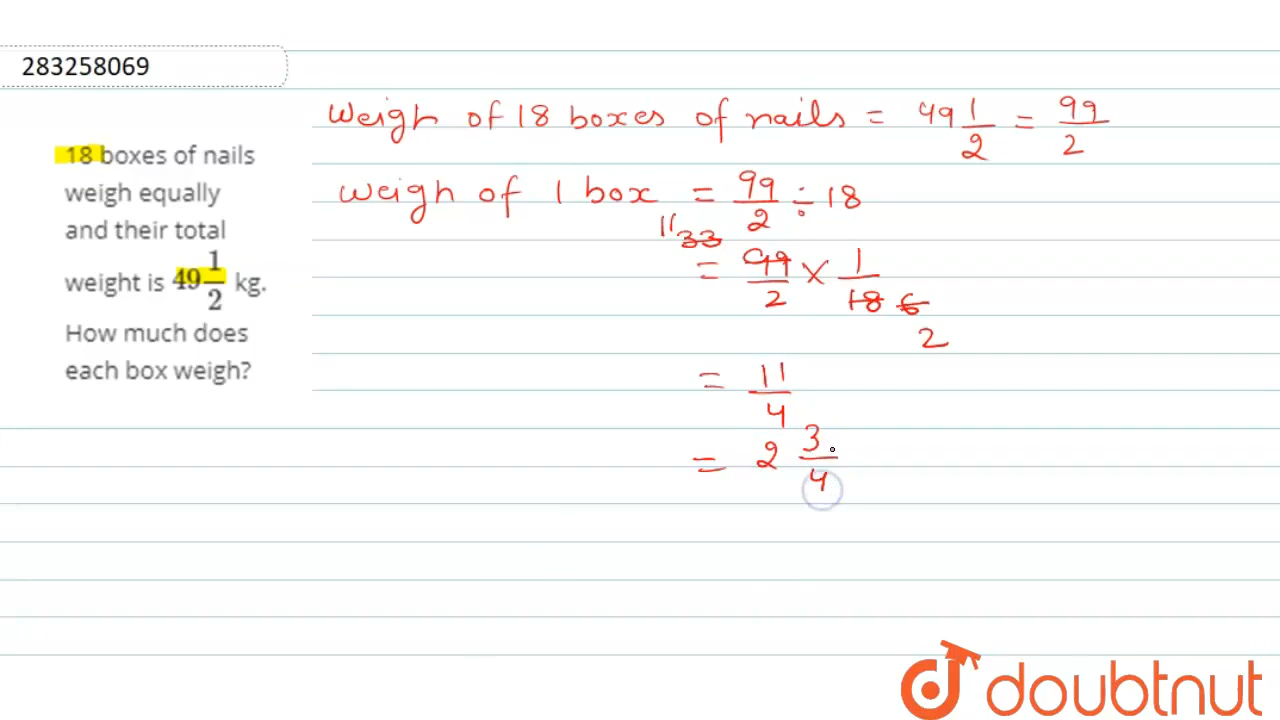 283258069
18 boxes of nails
weigh equally
and their total
weight is 49 1/2 kg.
How much does
each box weigh?
Weigh of 18 boxes of nails = 49 1/2 = 99/2
Weigh of 1 box = 99/2 ÷ 18
11 33
= 99/2 × 1/18 6
2
= 11/4
= 2 3/4
doubtnut